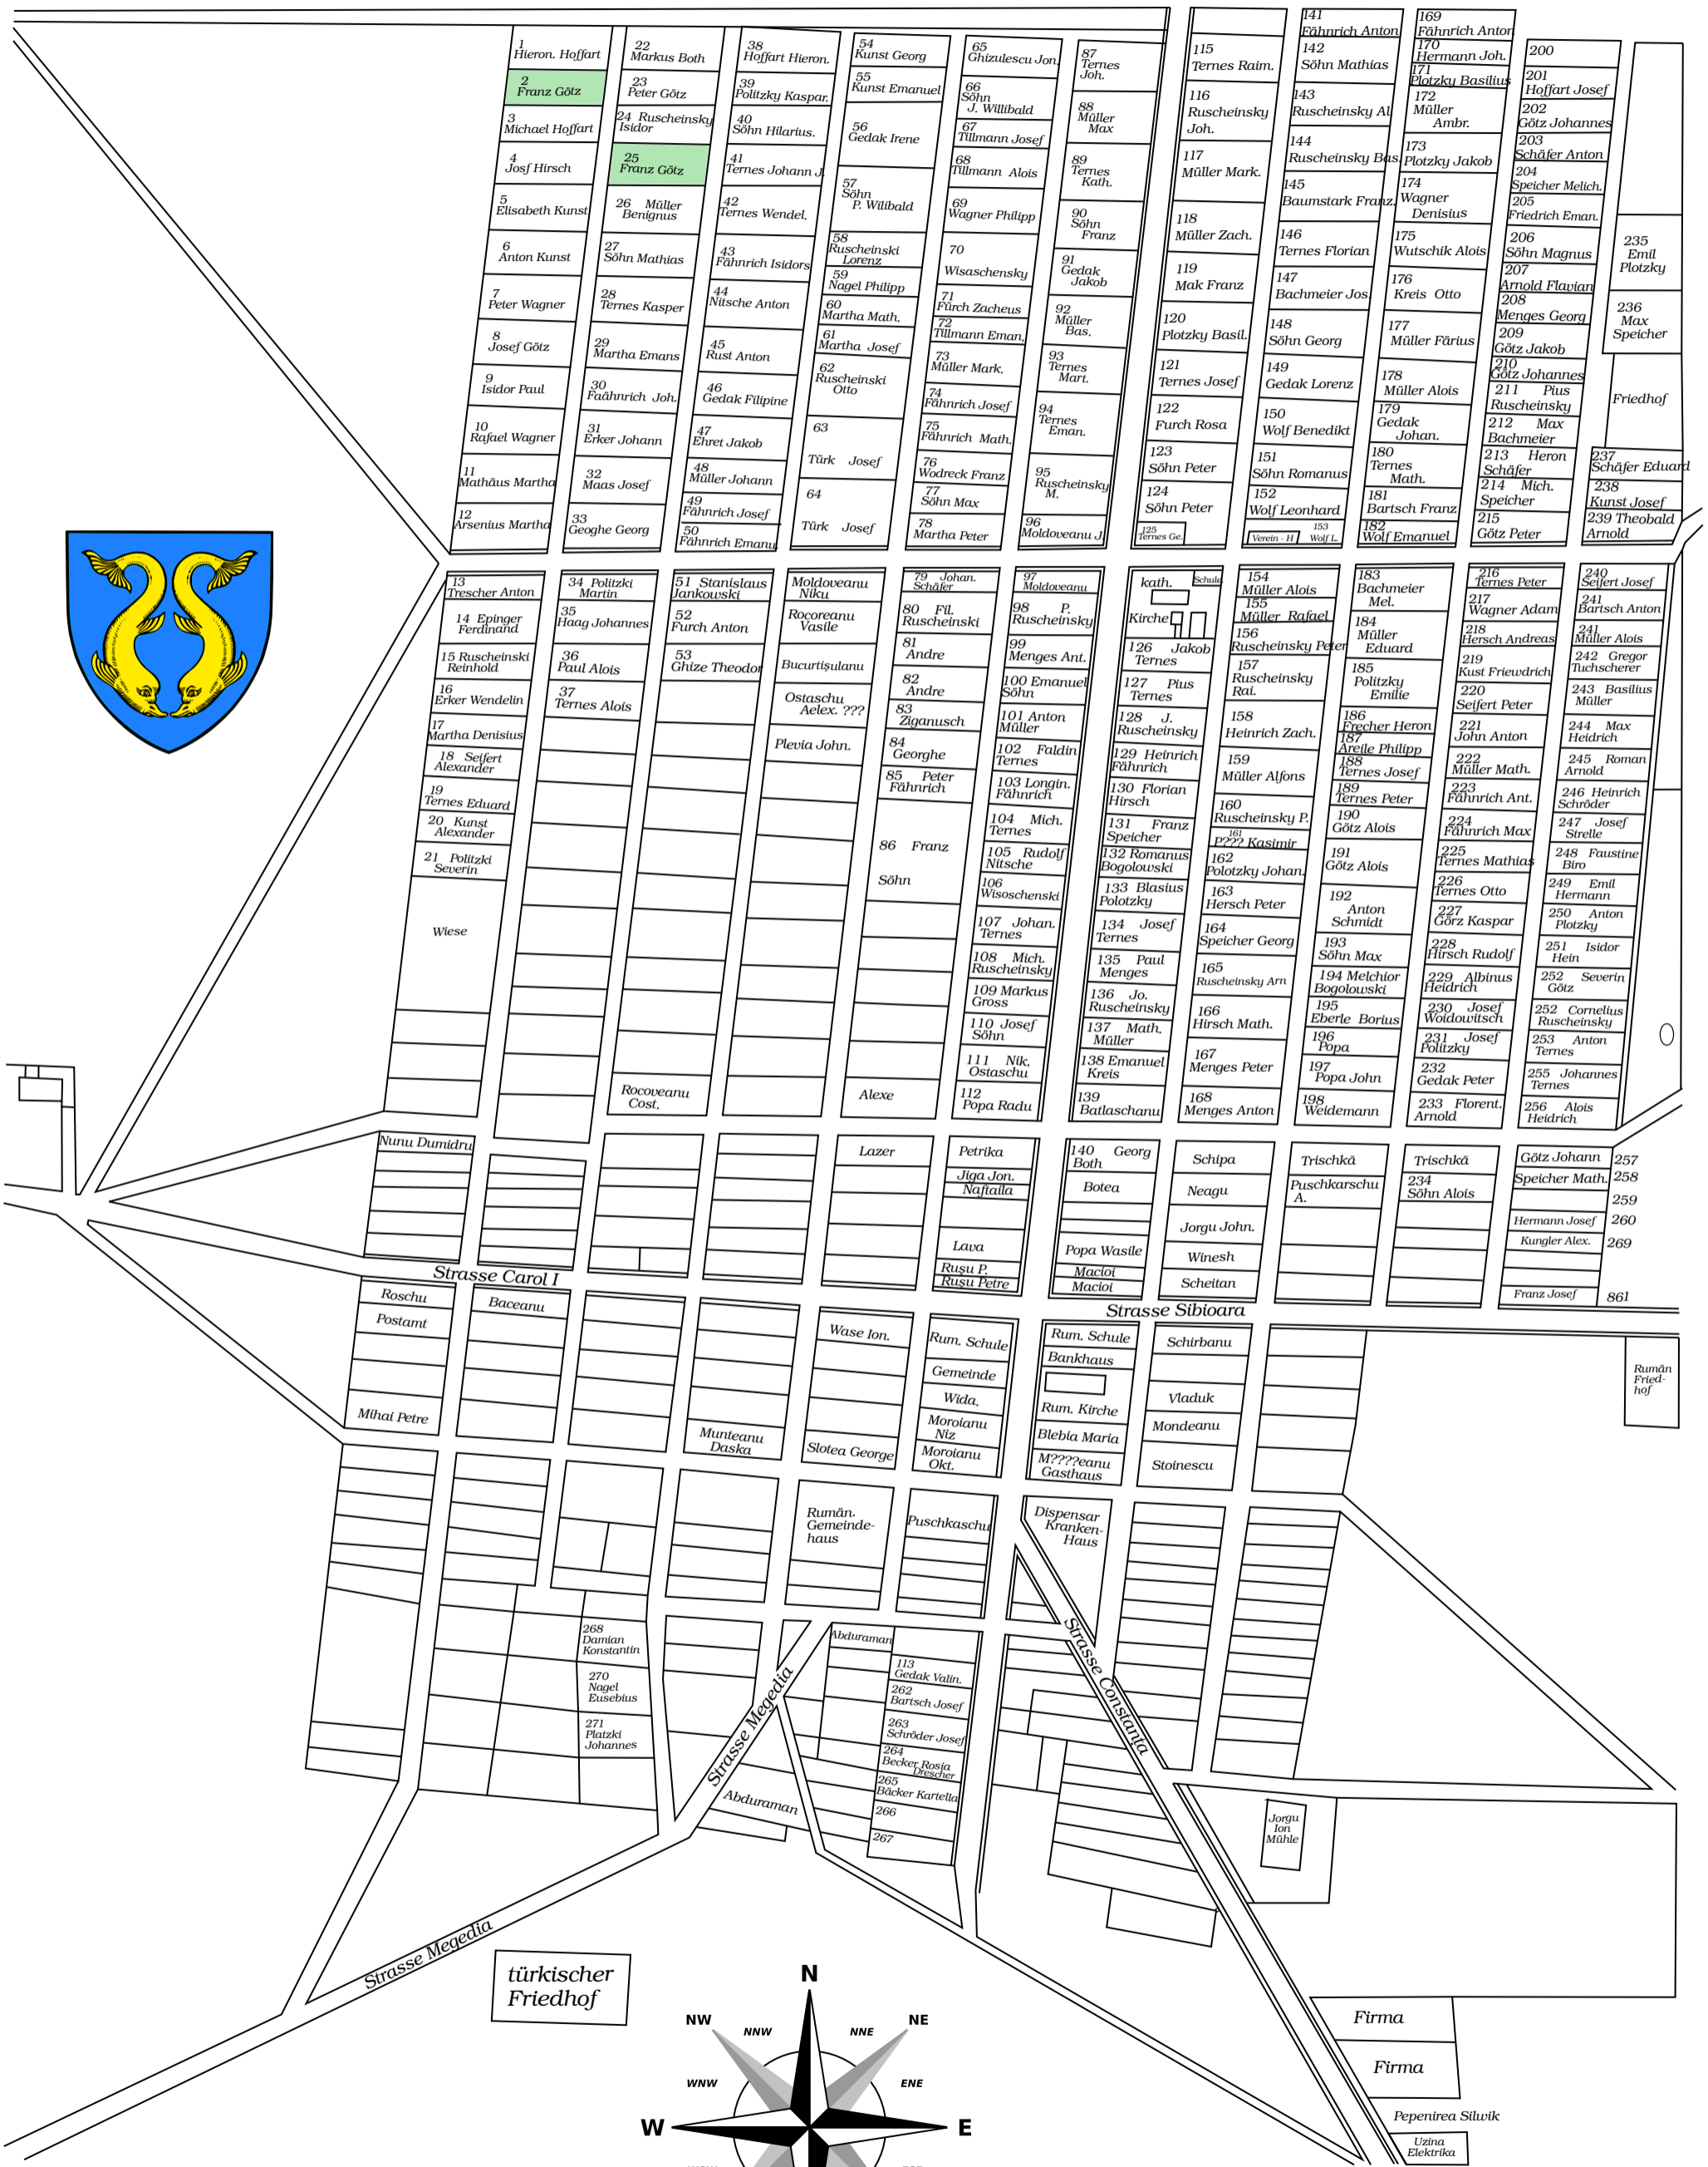 1
Hieron. Hoffart
2
Franz Götz
3
Michael Hoffart
4
Josf Hirsch
5
Elisabeth Kunst
6
Anton Kunst
7
Peter Wagner
8
Josef Götz
9
Isidor Paul
10
Rafael Wagner
11
Mathäus Martha
12
Arsenius Martha
22
Markus Both
23
Peter Götz
24 Ruscheinsky
Isidor
25
Franz Götz
26 Müller
Benignus
27
Söhn Mathias
28
Ternes Kasper
29
Martha Emans
30
Faähnrich Joh.
31
Erker Johann
32
Maas Josef
33
Geoghe Georg
38
Hoffart Hieron.
39
Politzky Kaspar.
40
Söhn Hilarius.
41
Ternes Johann J.
42
Ternes Wendel.
43
Fähnrich Isidors
44
Nitsche Anton
45
Rust Anton
46
Gedak Filipine
47
Ehret Jakob
48
Müller Johann
49
Fähnrich Josef
50
Fähnrich Emanu.
54
Kunst Georg
55
Kunst Emanuel
56
Gedak Irene
57
Söhn
P. Wilibald
58
Ruscheinski
Lorenz
59
Nagel Philipp
60
Martha Math.
61
Martha Josef
62
Ruscheinski
Otto
63
Türk Josef
64
Türk Josef
65
Ghizulescu Jon.
66
Söhn
J. Willibald
67
Tillmann Josef
68
Tillmann Alois
69
Wagner Philipp
70
Wisaschensky
71
Fürch Zacheus
72
Tillmann Eman.
73
Müller Mark.
74
Fähnrich Josef
75
Fähnrich Math.
76
Wodreck Franz
77
Söhn Max
78
Martha Peter
87
Ternes
Joh.
88
Müller
Max
89
Ternes
Kath.
90
Söhn
Franz
91
Gedak
Jakob
92
Müller
Bas.
93
Ternes
Mart.
94
Ternes
Eman.
95
Ruscheinsky
M.
96
Moldoveanu J.
115
Ternes Raim.
116
Ruscheinsky
Joh.
117
Müller Mark.
118
Müller Zach.
119
Mak Franz
120
Plotzky Basil.
121
Ternes Josef
122
Furch Rosa
123
Söhn Peter
124
Söhn Peter
125
Ternes Ge.
141
Fähnrich Anton
142
Söhn Mathias
143
Ruscheinsky Al.
144
Ruscheinsky Bas.
145
Baumstark Franz.
146
Ternes Florian
147
Bachmeier Jos.
148
Söhn Georg
149
Gedak Lorenz
150
Wolf Benedikt
151
Söhn Romanus
152
Wolf Leonhard
Verein - H
153
Wolf L.
169
Fähnrich Anton
170
Hermann Joh.
171
Plotzky Basilius
172
Müller
Ambr.
173
Plotzky Jakob
174
Wagner
Denisius
175
Wutschik Alois
176
Kreis Otto
177
Müller Färius
178
Müller Alois
179
Gedak
Johan.
180
Ternes
Math.
181
Bartsch Franz
182
Wolf Emanuel
200
201
Hoffart Josef
202
Götz Johannes
203
Schäfer Anton
204
Speicher Melich.
205
Friedrich Eman.
206
Söhn Magnus
207
Arnold Flavian
208
Menges Georg
209
Götz Jakob
210
Götz Johannes
211 Pius
Ruscheinsky
212 Max
Bachmeier
213 Heron
Schäfer
214 Mich.
Speicher
215
Götz Peter
235
Emil
Plotzky
236
Max
Speicher
Friedhof
237
Schäfer Eduard
238
Kunst Josef
239 Theobald
Arnold
13
Trescher Anton
14 Epinger
Ferdinand
15 Ruscheinski
Reinhold
16
Erker Wendelin
17
Martha Denisius
18 Seifert
Alexander
19
Ternes Eduard
20 Kunst
Alexander
21 Politzki
Severin
Wiese
34 Politzki
Martin
35
Haag Johannes
36
Paul Alois
37
Ternes Alois
51 Stanislaus
Jankowski
52
Furch Anton
53
Ghize Theodor
Rocoveanu
Cost.
Moldoveanu
Niku
Rocoreanu
Vasile
Bucurtişulanu
Ostaschu
Aelex. ???
Plevia John.
79 Johan.
Schäfer
80 Fil.
Ruscheinski
81
Andre
82
Andre
83
Ziganusch
84
Georghe
85 Peter
Fähnrich
86 Franz
Söhn
Alexe
97
Moldoveanu
98 P.
Ruscheinsky
99
Menges Ant.
100 Emanuel
Söhn
101 Anton
Müller
102 Faldin
Ternes
103 Longin.
Fähnrich
104 Mich.
Ternes
105 Rudolf
Nitsche
106
Wisoschenski
107 Johan.
Ternes
108 Mich.
Ruscheinsky
109 Markus
Gross
110 Josef
Söhn
111 Nik.
Ostaschu
112
Popa Radu
kath.
Schule
Kirche
126 Jakob
Ternes
127 Pius
Ternes
128 J.
Ruscheinsky
129 Heinrich
Fähnrich
130 Florian
Hirsch
131 Franz
Speicher
132 Romanus
Bogolowski
133 Blasius
Polotzky
134 Josef
Ternes
135 Paul
Menges
136 Jo.
Ruscheinsky
137 Math.
Müller
138 Emanuel
Kreis
139
Batlaschanu
154
Müller Alois
155
Müller Rafael
156
Ruscheinsky Peter
157
Ruscheinsky
Rai.
158
Heinrich Zach.
159
Müller Alfons
160
Ruscheinsky P.
161
P??? Kasimir
162
Polotzky Johan.
163
Hersch Peter
164
Speicher Georg
165
Ruscheinsky Arn
166
Hirsch Math.
167
Menges Peter
168
Menges Anton
183
Bachmeier
Mel.
184
Müller
Eduard
185
Politzky
Emilie
186
Frecher Heron
187
Areile Philipp
188
Ternes Josef
189
Ternes Peter
190
Götz Alois
191
Götz Alois
192
Anton
Schmidt
193
Söhn Max
194 Melchior
Bogolowski
195
Eberle Borius
196
Popa
197
Popa John
198
Weidemann
216
Ternes Peter
217
Wagner Adam
218
Hersch Andreas
219
Kust Friewdrich
220
Seifert Peter
221
John Anton
222
Müller Math.
223
Fähnrich Ant.
224
Fähnrich Max
225
Ternes Mathias
226
Ternes Otto
227
Görz Kaspar
228
Hirsch Rudolf
229 Albinus
Heidrich
230 Josef
Woidowitsch
231 Josef
Politzky
232
Gedak Peter
233 Florent.
Arnold
240
Seifert Josef
241
Bartsch Anton
241
Müller Alois
242 Gregor
Tuchscherer
243 Basilius
Müller
244 Max
Heidrich
245 Roman
Arnold
246 Heinrich
Schröder
247 Josef
Strelle
248 Faustine
Biro
249 Emil
Hermann
250 Anton
Plotzky
251 Isidor
Hein
252 Severin
Götz
252 Cornelius
Ruscheinsky
253 Anton
Ternes
255 Johannes
Ternes
256 Alois
Heidrich
Nunu Dumidru
Lazer
Petrika
Jiga Jon.
Naftaila
Lava
Ruşu P.
Ruşu Petre
140 Georg
Both
Botea
Popa Wasile
Macioi
Macioi
Schipa
Neagu
Jorgu John.
Winesh
Scheitan
Trischkä
Puschkarschu
A.
Trischkä
234
Söhn Alois
Götz Johann 257
Speicher Math. 258
259
Hermann Josef 260
Kungler Alex. 269
Franz Josef 861
Strasse Carol I
Strasse Sibioara
Roschu
Postamt
Mihai Petre
Baceanu
Munteanu
Daska
Wase Ion.
Slotea George
Rum. Schule
Gemeinde
Wida.
Moroianu
Niz
Moroianu
Okt.
Rum. Schule
Bankhaus
Rum. Kirche
Blebia Maria
M????eanu
Gasthaus
Schirbanu
Vladuk
Mondeanu
Stoinescu
Rumän
Fried-
hof
Rumän.
Gemeinde-
haus
Puschkaschu
Dispensar
Kranken-
Haus
268
Damian
Konstantin
270
Nagel
Eusebius
271
Platzki
Johannes
Abduraman
113
Gedak Valin.
262
Bartsch Josef
263
Schröder Josef
264
Becker Rosia
Drescher
265
Bäcker Kartella
266
267
Abduraman
Strasse Megedia
Strasse Constanta
Jorgu
Ion
Mühle
Strasse Megedia
türkischer
Friedhof
N
NW
NNW
NNE
NE
WNW
ENE
W
E
Firma
Firma
Pepenirea Silwik
Uzina
Elektrika